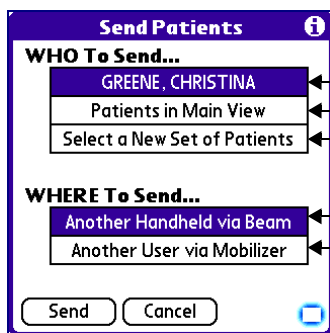 Send Patients i
WHO To Send...
GREENE, CHRISTINA
Patients in Main View
Select a New Set of Patients
WHERE To Send...
Another Handheld via Beam
Another User via Mobilizer
Send Cancel